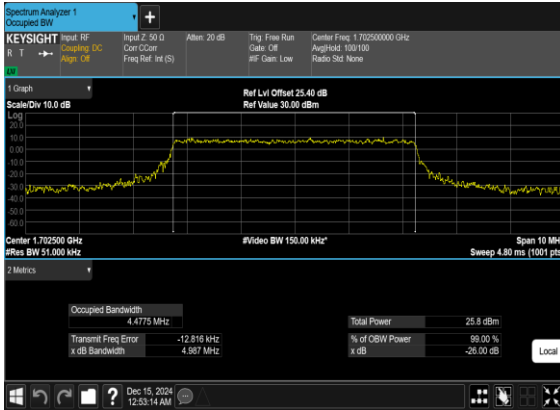 Spectrum Analyzer 1
Occupied BW
+
KEYSIGHT
R T
Input: RF
Coupling: DC
Align: Off
Input Z: 50 Ω
Corr CCorr
Freq Ref: Int (S)
Atten: 20 dB
Trig: Free Run
Gate: Off
#IF Gain: Low
Center Freq: 1.702500000 GHz
Avg|Hold: 100/100
Radio Std: None
1 Graph
Scale/Div 10.0 dB
Ref Lvl Offset 25.40 dB
Ref Value 30.00 dBm
Log
20.0
10.0
0.00
-10.0
-20.0
-30.0
-40.0
-50.0
-60.0
Center 1.702500 GHz
#Res BW 51.000 kHz
#Video BW 150.00 kHz*
Span 10 MH
Sweep 4.80 ms (1001 pts
2 Metrics
Occupied Bandwidth
4.4775 MHz
Transmit Freq Error -12.816 kHz
x dB Bandwidth 4.987 MHz
Total Power 25.8 dBm
% of OBW Power 99.00 %
x dB -26.00 dB
Local
?
Dec 15, 2024
12:53:14 AM